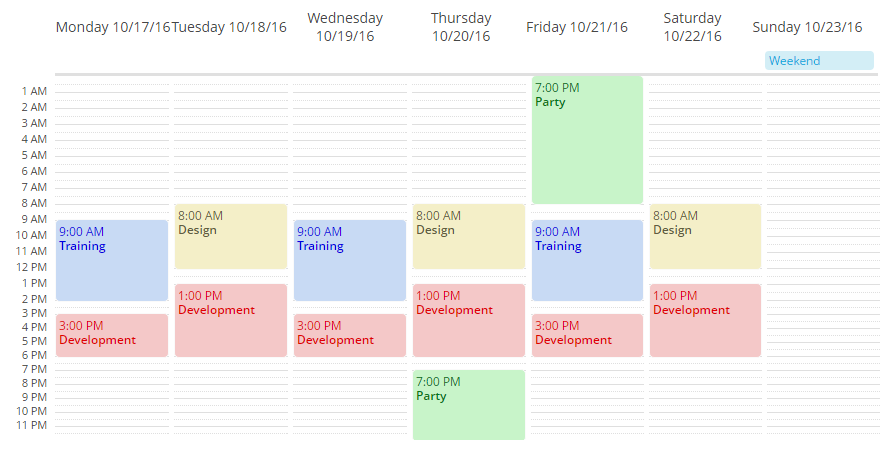 Monday 10/17/16
Tuesday 10/18/16
Wednesday
10/19/16
Thursday
10/20/16
Friday 10/21/16
Saturday
10/22/16
Sunday 10/23/16
Weekend
1 AM
2 AM
3 AM
4 AM
5 AM
6 AM
7 AM
8 AM
9 AM
10 AM
11 AM
12 PM
1 PM
2 PM
3 PM
4 PM
5 PM
6 PM
7 PM
8 PM
9 PM
10 PM
11 PM
9:00 AM
Training
3:00 PM
Development
8:00 AM
Design
1:00 PM
Development
9:00 AM
Training
3:00 PM
Development
8:00 AM
Design
1:00 PM
Development
7:00 PM
Party
7:00 PM
Party
9:00 AM
Training
3:00 PM
Development
8:00 AM
Design
1:00 PM
Development